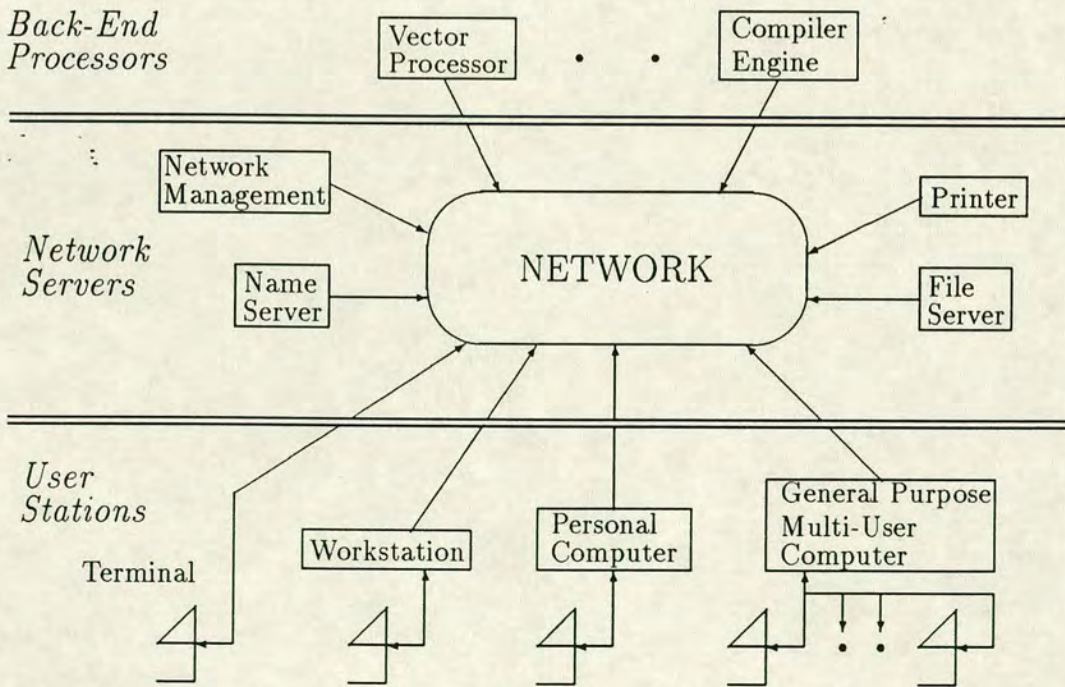 Back-End
Processors
Vector
Processor
Compiler
Engine
Network
Management
Printer
NETWORK
Network
Servers
Name
Server
File
Server
User
Stations
General Purpose
Multi-User
Computer
Personal
Computer
Workstation
Terminal